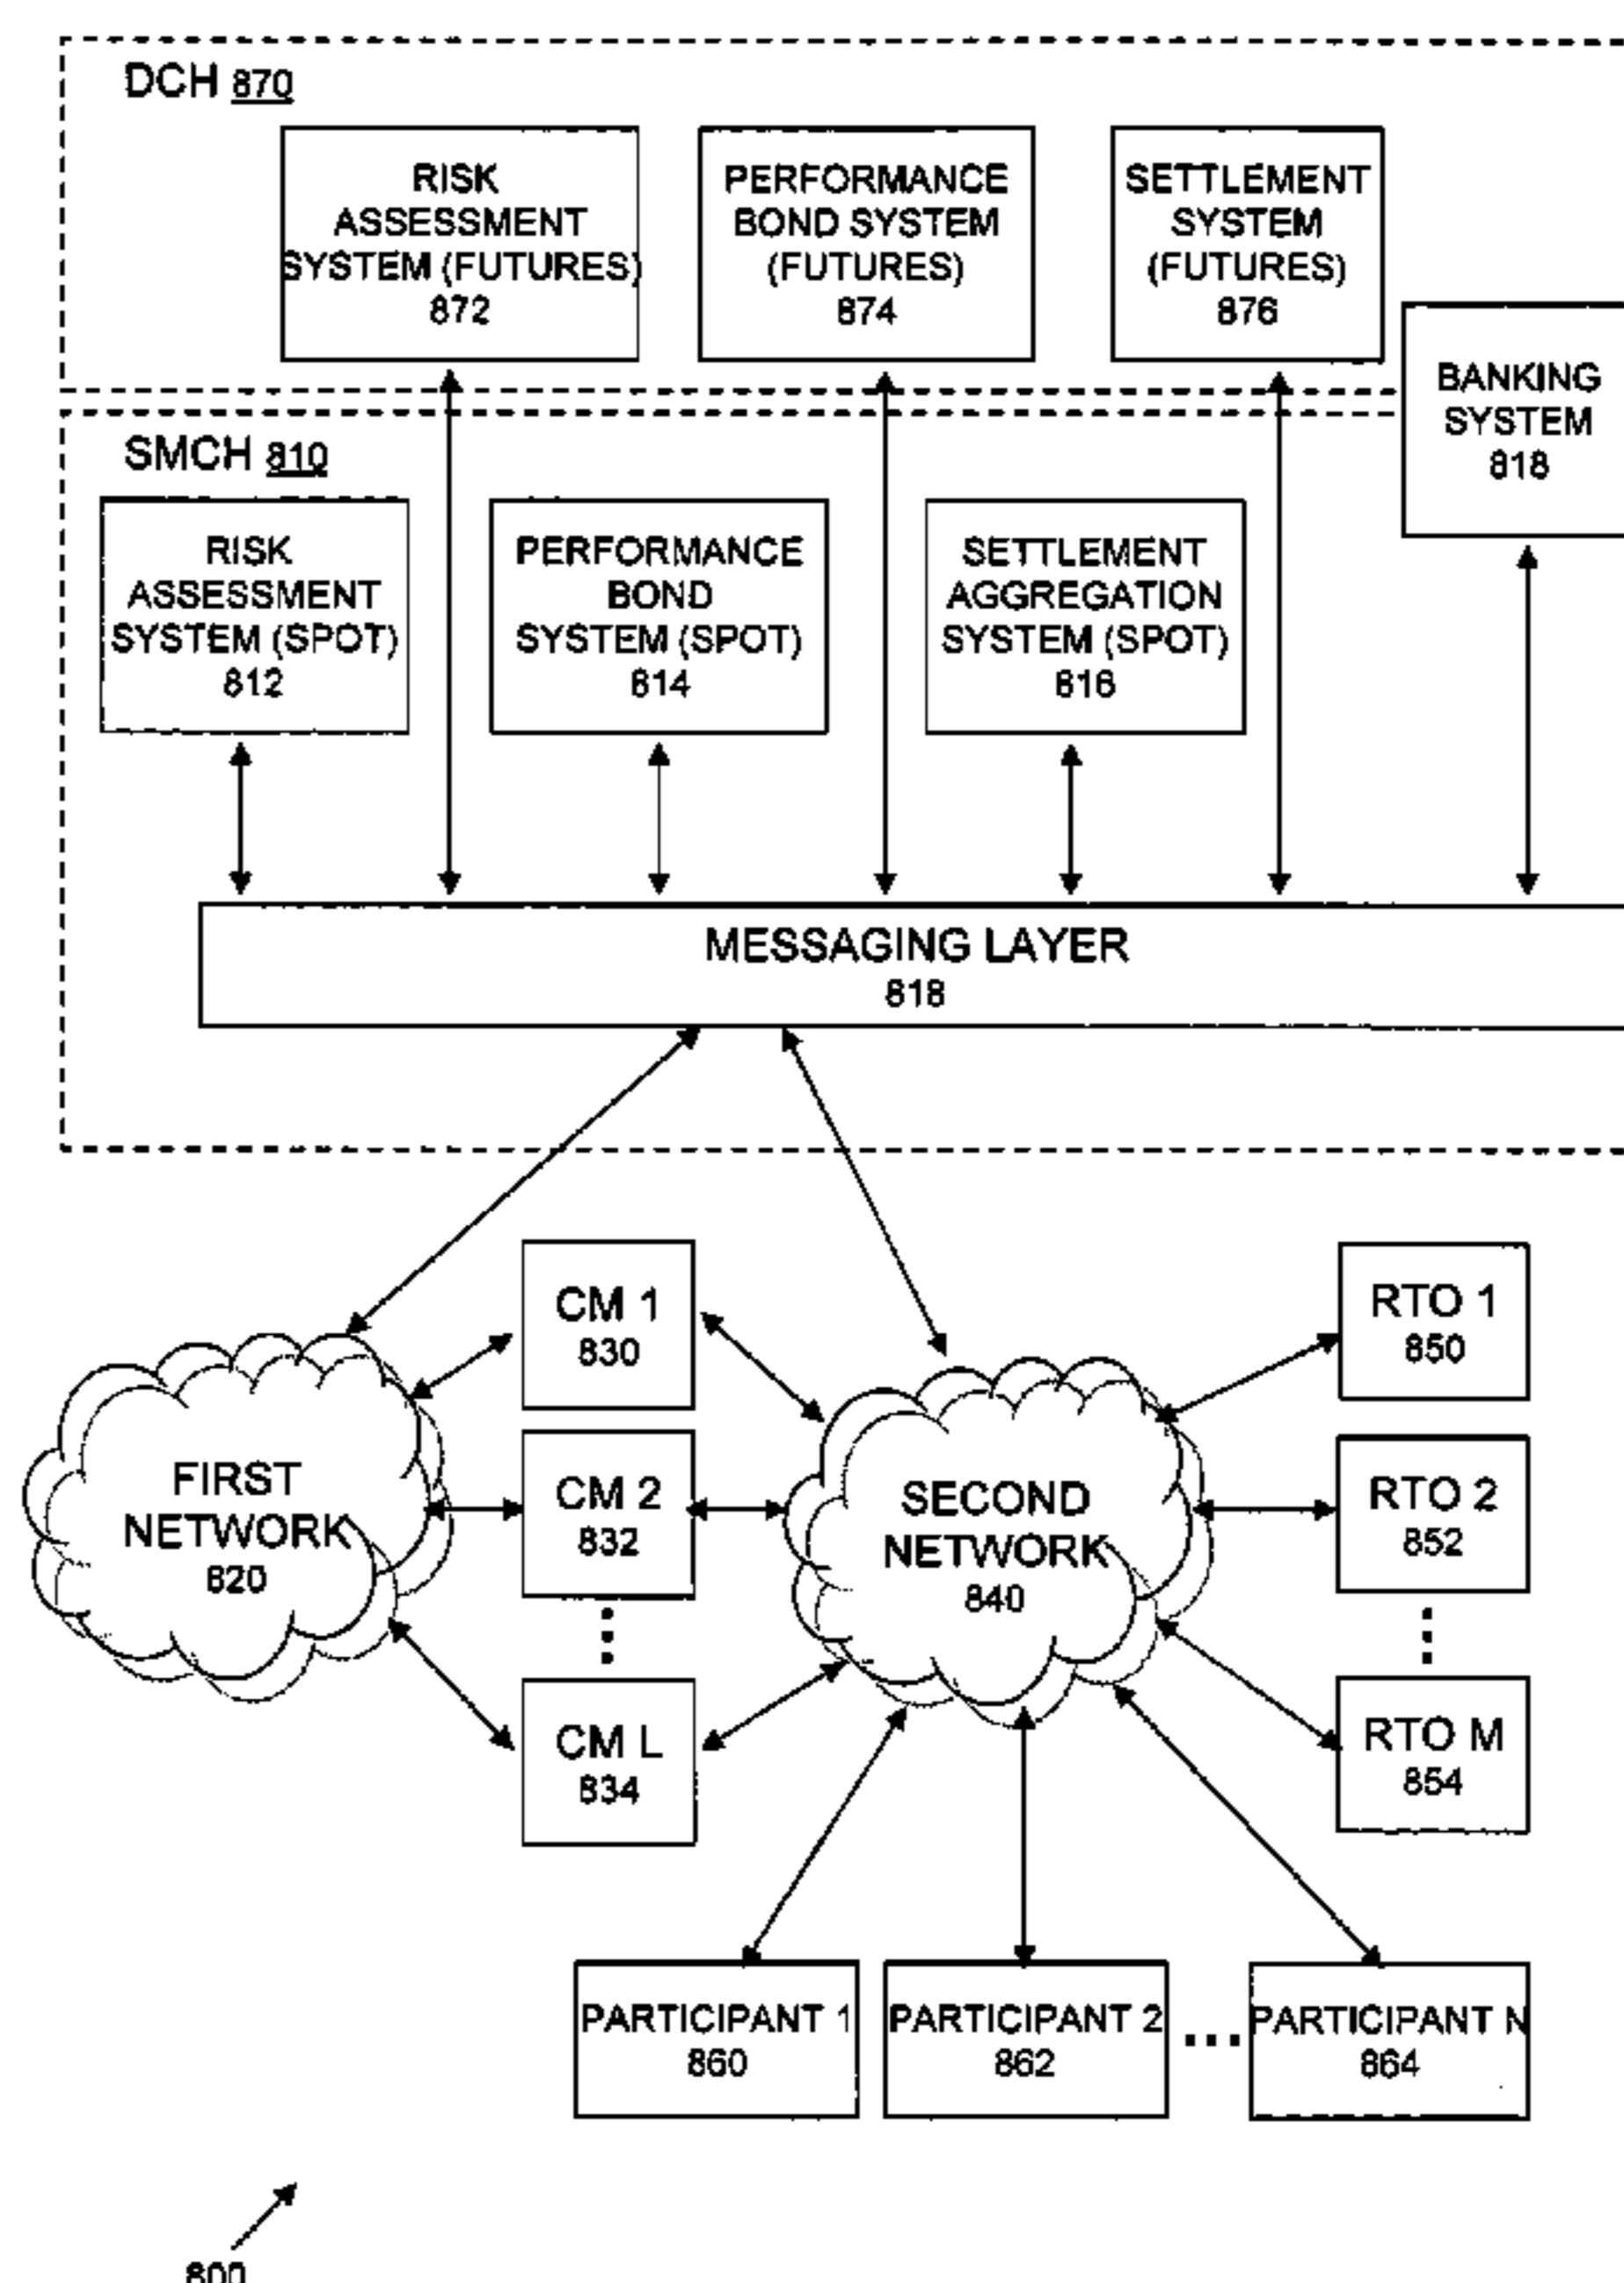 DCH 870
RISK
ASSESSMENT
SYSTEM (FUTURES)
872
PERFORMANCE
BOND SYSTEM
(FUTURES)
874
SETTLEMENT
SYSTEM
(FUTURES)
876
BANKING
SYSTEM
818
SMCH 810
RISK
ASSESSMENT
SYSTEM (SPOT)
812
PERFORMANCE
BOND
SYSTEM (SPOT)
814
SETTLEMENT
AGGREGATION
SYSTEM (SPOT)
816
MESSAGING LAYER
818
CM 1
830
RTO 1
850
FIRST
NETWORK
820
CM 2
832
SECOND
NETWORK
840
RTO 2
852
CM L
834
RTO M
854
PARTICIPANT 1
860
PARTICIPANT 2
862
...
PARTICIPANT N
864
800